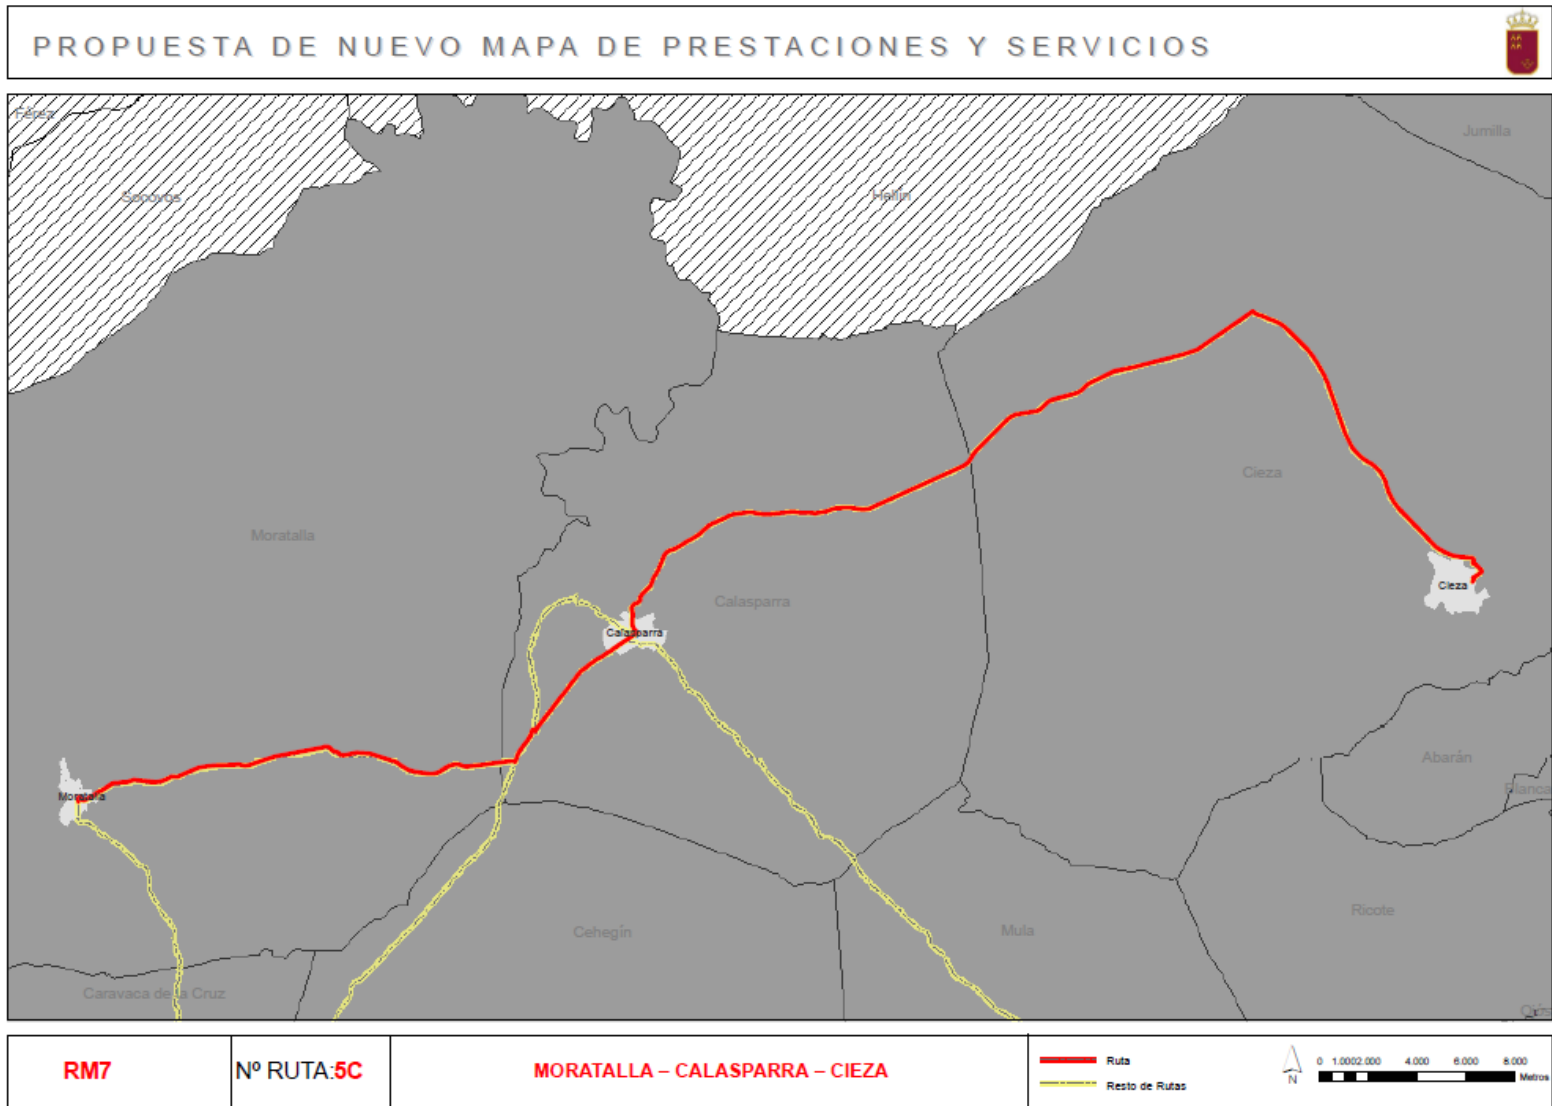 PROPUESTA DE NUEVO MAPA DE PRESTACIONES Y SERVICIOS
Férez
Jumilla
Socovos
Hellín
Cieza
Moratalla
Cieza
Calasparra
Calasparra
Abarán
Blanca
Moratalla
Ricote
Cehegín
Mula
Caravaca de la Cruz
Ojós
RM7
Nº RUTA:5C
MORATALLA – CALASPARRA – CIEZA
Ruta
Resto de Rutas
N
0 1.0002.000 4.000 6.000 8.000
Metros